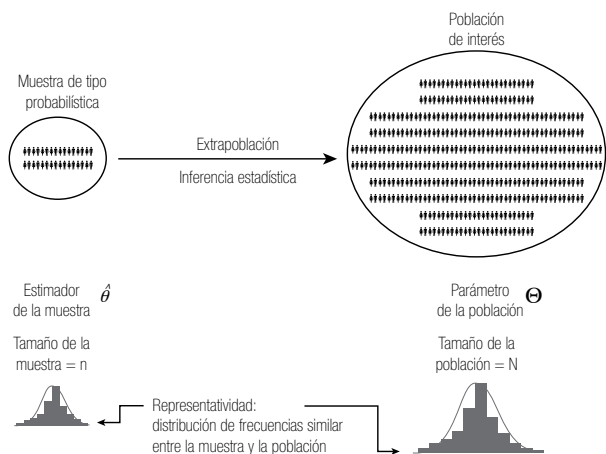 Población
de interés
Muestra de tipo
probabilística
Extrapoblación
Inferencia estadística
Estimador
de la muestra θ̂
Parámetro
de la población Θ
Tamaño de la
muestra = n
Tamaño de la
población = N
Representatividad:
distribución de frecuencias similar
entre la muestra y la población